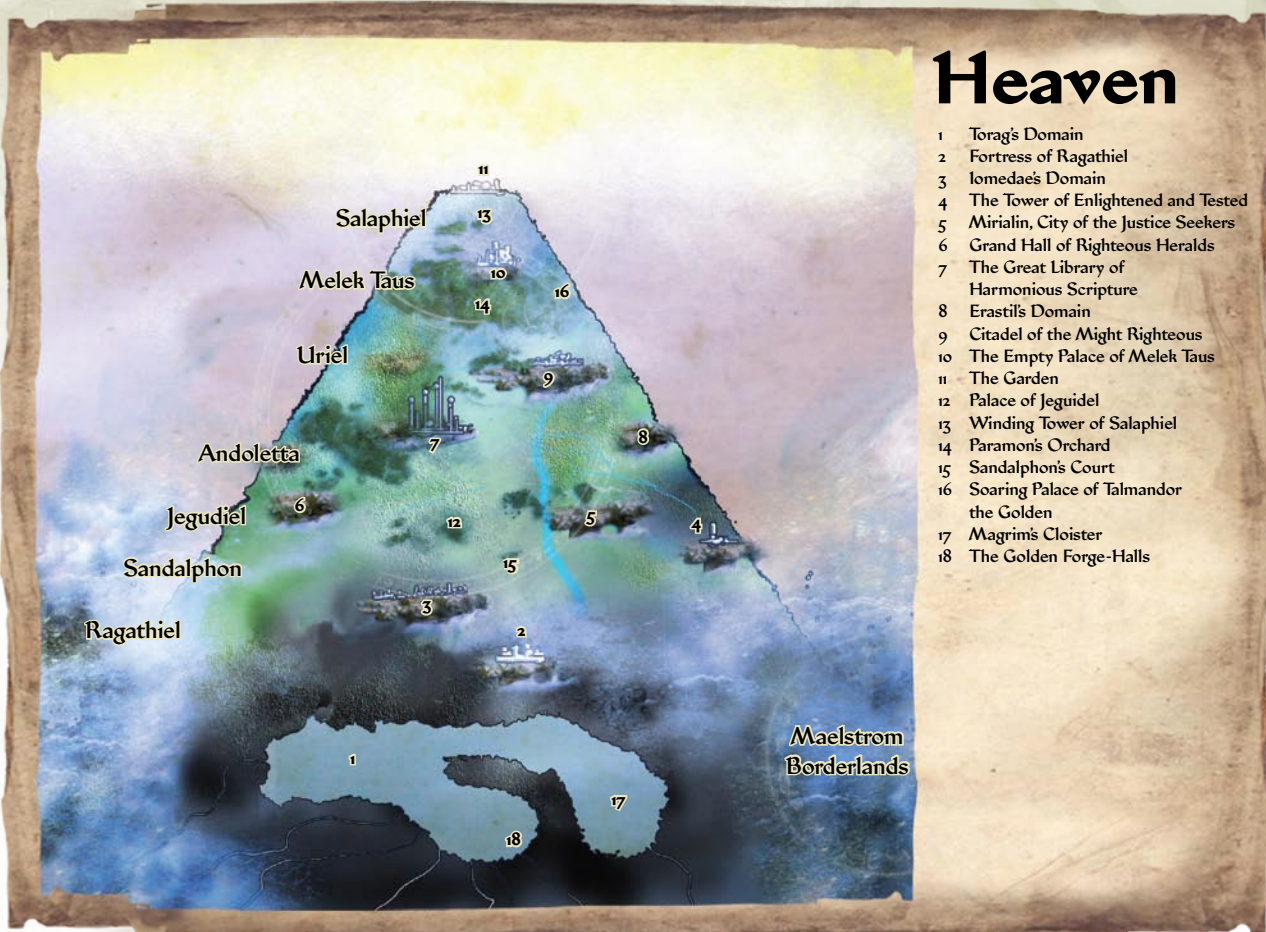 Heaven
1 Torag's Domain
2 Fortress of Ragathiel
3 Iomedae's Domain
4 The Tower of Enlightened and Tested
5 Mirialin, City of the Justice Seekers
6 Grand Hall of Righteous Heralds
7 The Great Library of
Harmonious Scripture
8 Erastil's Domain
9 Citadel of the Might Righteous
10 The Empty Palace of Melek Taus
11 The Garden
12 Palace of Jeguidel
13 Winding Tower of Salaphiel
14 Paramon's Orchard
15 Sandalphon's Court
16 Soaring Palace of Talmandor
the Golden
17 Magrim's Cloister
18 The Golden Forge-Halls
11
13
Salaphiel
10
Melek Taus
16
14
Uriel
9
7
8
Andoletta
6
Jegudiel
12
5
4
Sandalphon
15
3
Ragathiel
2
Maelstrom
Borderlands
1
17
18